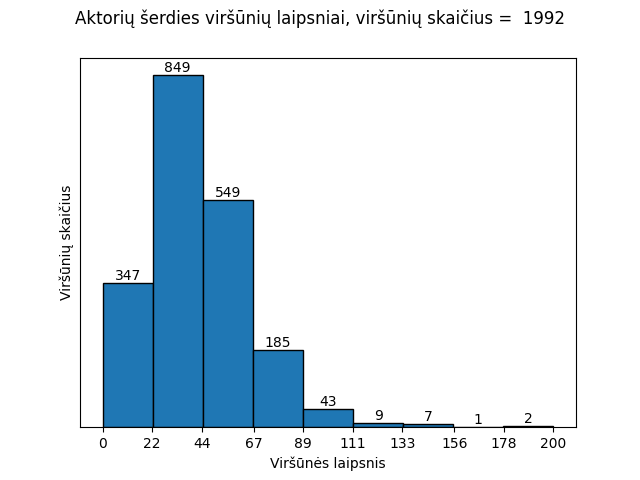 Aktorių šerdies viršūnių laipsniai, viršūnių skaičius = 1992
849
549
347
185
43
9
7
1
2
Viršūnių skaičius
0 22 44 67 89 111 133 156 178 200
Viršūnės laipsnis